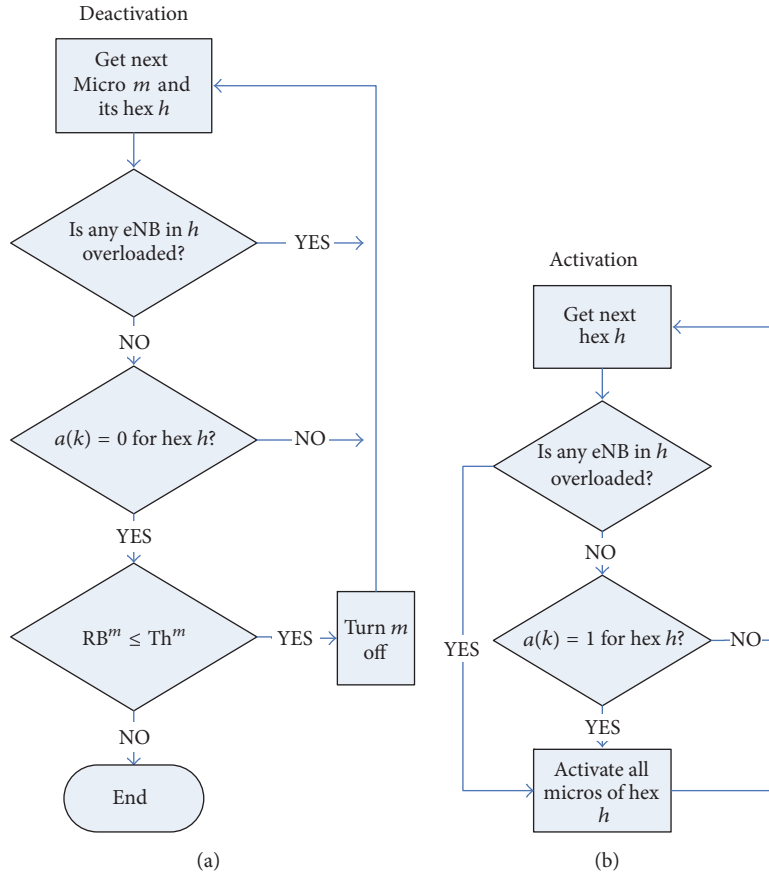 Deactivation
Get next
Micro m and
its hex h
Is any eNB in h
overloaded?
YES
NO
a(k) = 0 for hex h?
NO
YES
RB^m ≤ Th^m
YES
Turn m
off
NO
End
(a)
Activation
Get next
hex h
Is any eNB in h
overloaded?
NO
YES
a(k) = 1 for hex h?
NO
YES
Activate all
micros of hex
h
(b)